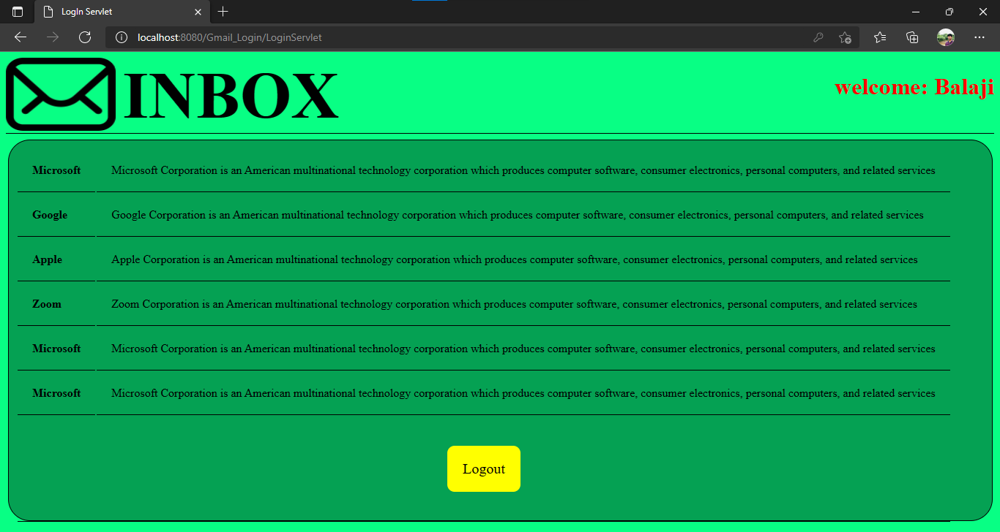 LogIn Servlet
localhost:8080/Gmail_Login/LoginServlet
INBOX
welcome: Balaji
Microsoft Microsoft Corporation is an American multinational technology corporation which produces computer software, consumer electronics, personal computers, and related services
Google Google Corporation is an American multinational technology corporation which produces computer software, consumer electronics, personal computers, and related services
Apple Apple Corporation is an American multinational technology corporation which produces computer software, consumer electronics, personal computers, and related services
Zoom Zoom Corporation is an American multinational technology corporation which produces computer software, consumer electronics, personal computers, and related services
Microsoft Microsoft Corporation is an American multinational technology corporation which produces computer software, consumer electronics, personal computers, and related services
Microsoft Microsoft Corporation is an American multinational technology corporation which produces computer software, consumer electronics, personal computers, and related services
Logout